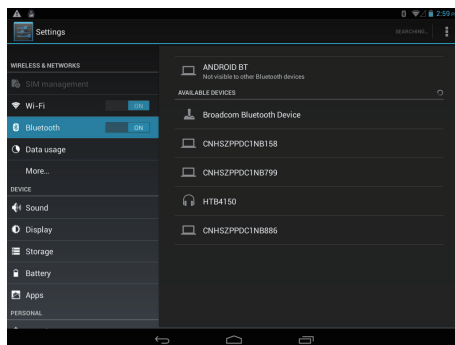 2:59
Settings
SEARCHING...
WIRELESS & NETWORKS
SIM management
Wi-Fi
ON
Bluetooth
ON
Data usage
More...
DEVICE
Sound
Display
Storage
Battery
Apps
PERSONAL
ANDROID BT
Not visible to other Bluetooth devices
AVAILABLE DEVICES
Broadcom Bluetooth Device
CNHSZPPDC1NB158
CNHSZPPDC1NB799
HTB4150
CNHSZPPDC1NB886